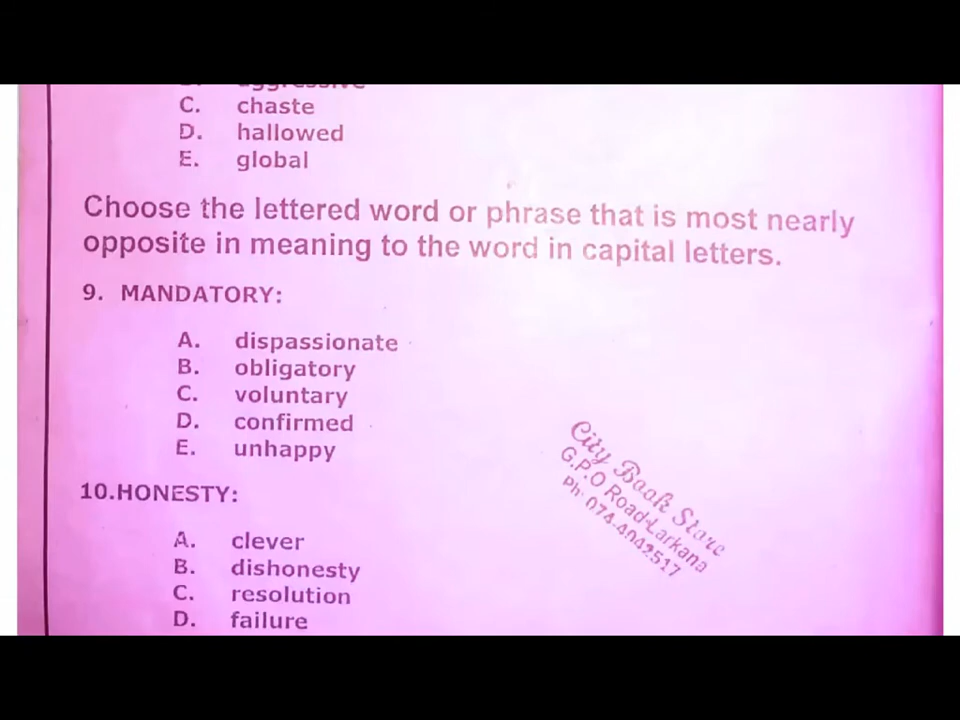 C. chaste
D. hallowed
E. global
Choose the lettered word or phrase that is most nearly
opposite in meaning to the word in capital letters.
9. MANDATORY:
A. dispassionate
B. obligatory
C. voluntary
D. confirmed
E. unhappy
10.HONESTY:
A. clever
B. dishonesty
C. resolution
D. failure
City Book Store
G.P.O Road-Larkana
Ph: 074-4042517